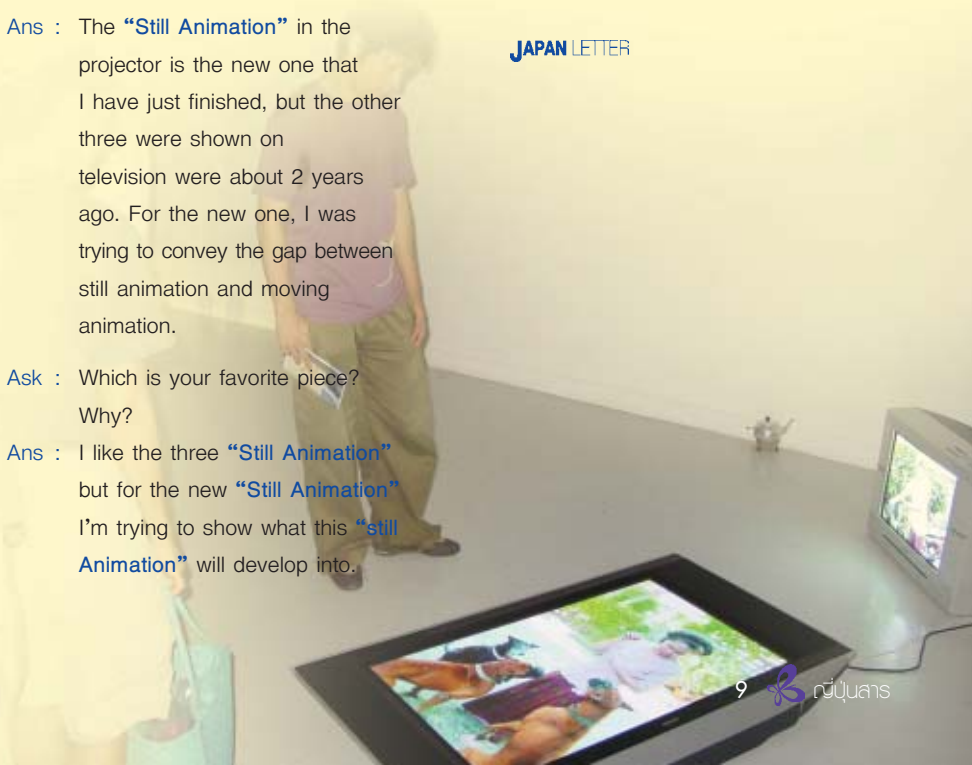 JAPAN LETTER
Ans : The “Still Animation” in the
projector is the new one that
I have just finished, but the other
three were shown on
television were about 2 years
ago. For the new one, I was
trying to convey the gap between
still animation and moving
animation.
Ask : Which is your favorite piece?
Why?
Ans : I like the three “Still Animation”
but for the new “Still Animation”
I’m trying to show what this “still
Animation” will develop into.
9 ญี่ปุ่นสาร